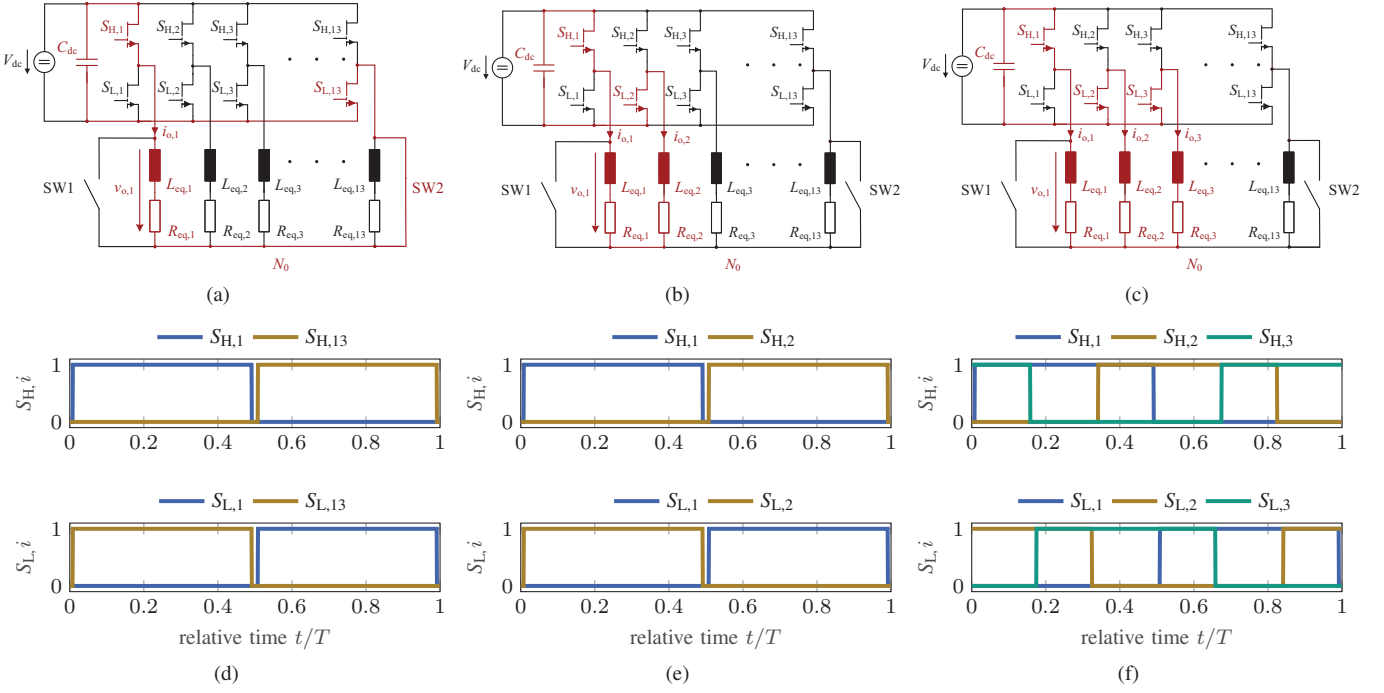 S_H,1 S_H,2 S_H,3 S_H,13
C_dc
V_dc
S_L,1 S_L,2 S_L,3 S_L,13
i_o,1
SW1 v_o,1 L_eq,1 L_eq,2 L_eq,3 L_eq,13 SW2
R_eq,1 R_eq,2 R_eq,3 R_eq,13
N_0
(a)
S_H,1 S_H,2 S_H,3 S_H,13
C_dc
V_dc
S_L,1 S_L,2 S_L,3 S_L,13
i_o,1 i_o,2
SW1 v_o,1 L_eq,1 L_eq,2 L_eq,3 L_eq,13 SW2
R_eq,1 R_eq,2 R_eq,3 R_eq,13
N_0
(b)
S_H,1 S_H,2 S_H,3 S_H,13
C_dc
V_dc
S_L,1 S_L,2 S_L,3 S_L,13
i_o,1 i_o,2 i_o,3
SW1 v_o,1 L_eq,1 L_eq,2 L_eq,3 L_eq,13 SW2
R_eq,1 R_eq,2 R_eq,3 R_eq,13
N_0
(c)
S_H,1 S_H,13
S_H,i
1
0
0 0.2 0.4 0.6 0.8 1
S_L,1 S_L,13
S_L,i
1
0
0 0.2 0.4 0.6 0.8 1
relative time t/T
(d)
S_H,1 S_H,2
S_H,i
1
0
0 0.2 0.4 0.6 0.8 1
S_L,1 S_L,2
S_L,i
1
0
0 0.2 0.4 0.6 0.8 1
relative time t/T
(e)
S_H,1 S_H,2 S_H,3
S_H,i
1
0
0 0.2 0.4 0.6 0.8 1
S_L,1 S_L,2 S_L,3
S_L,i
1
0
0 0.2 0.4 0.6 0.8 1
relative time t/T
(f)